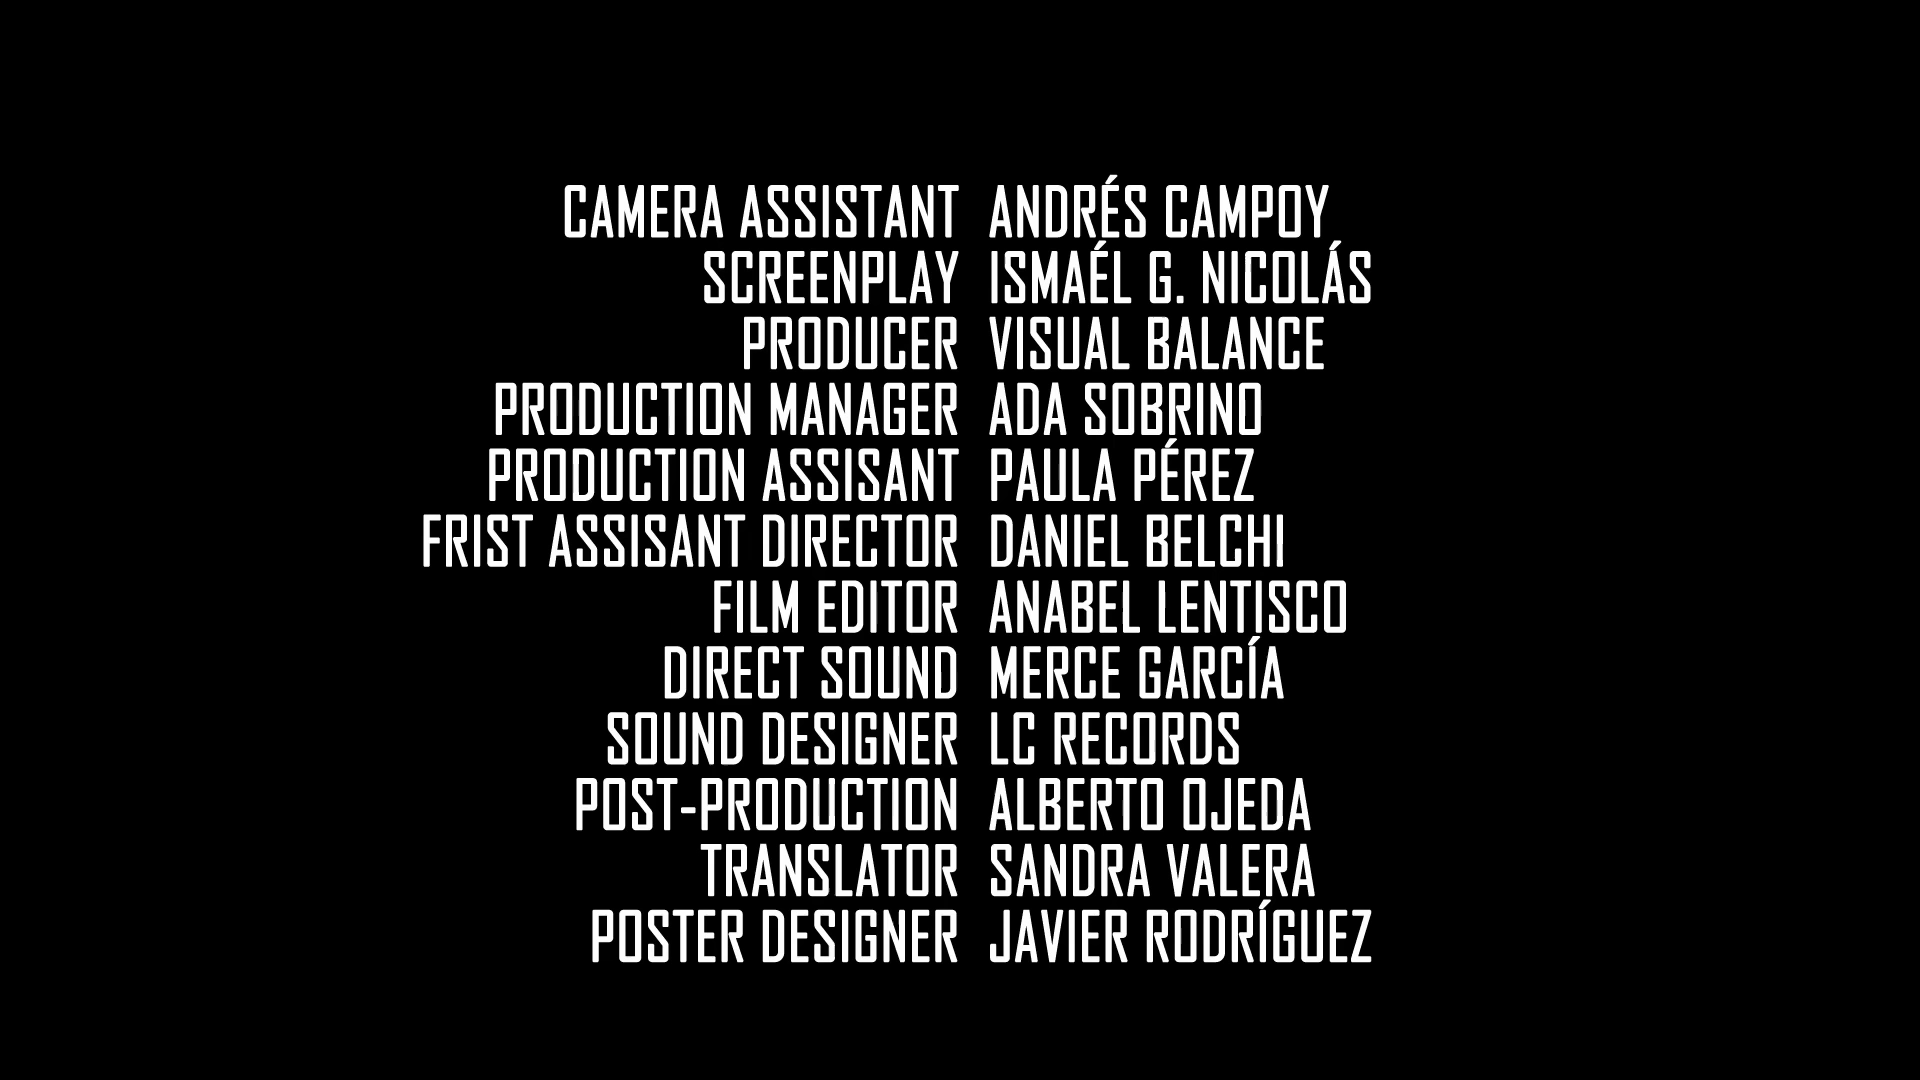 CAMERA ASSISTANT ANDRÉS CAMPOY
SCREENPLAY ISMAÉL G. NICOLÁS
PRODUCER VISUAL BALANCE
PRODUCTION MANAGER ADA SOBRINO
PRODUCTION ASSISANT PAULA PÉREZ
FRIST ASSISANT DIRECTOR DANIEL BELCHI
FILM EDITOR ANABEL LENTISCO
DIRECT SOUND MERCE GARCÍA
SOUND DESIGNER LC RECORDS
POST-PRODUCTION ALBERTO OJEDA
TRANSLATOR SANDRA VALERA
POSTER DESIGNER JAVIER RODRÍGUEZ